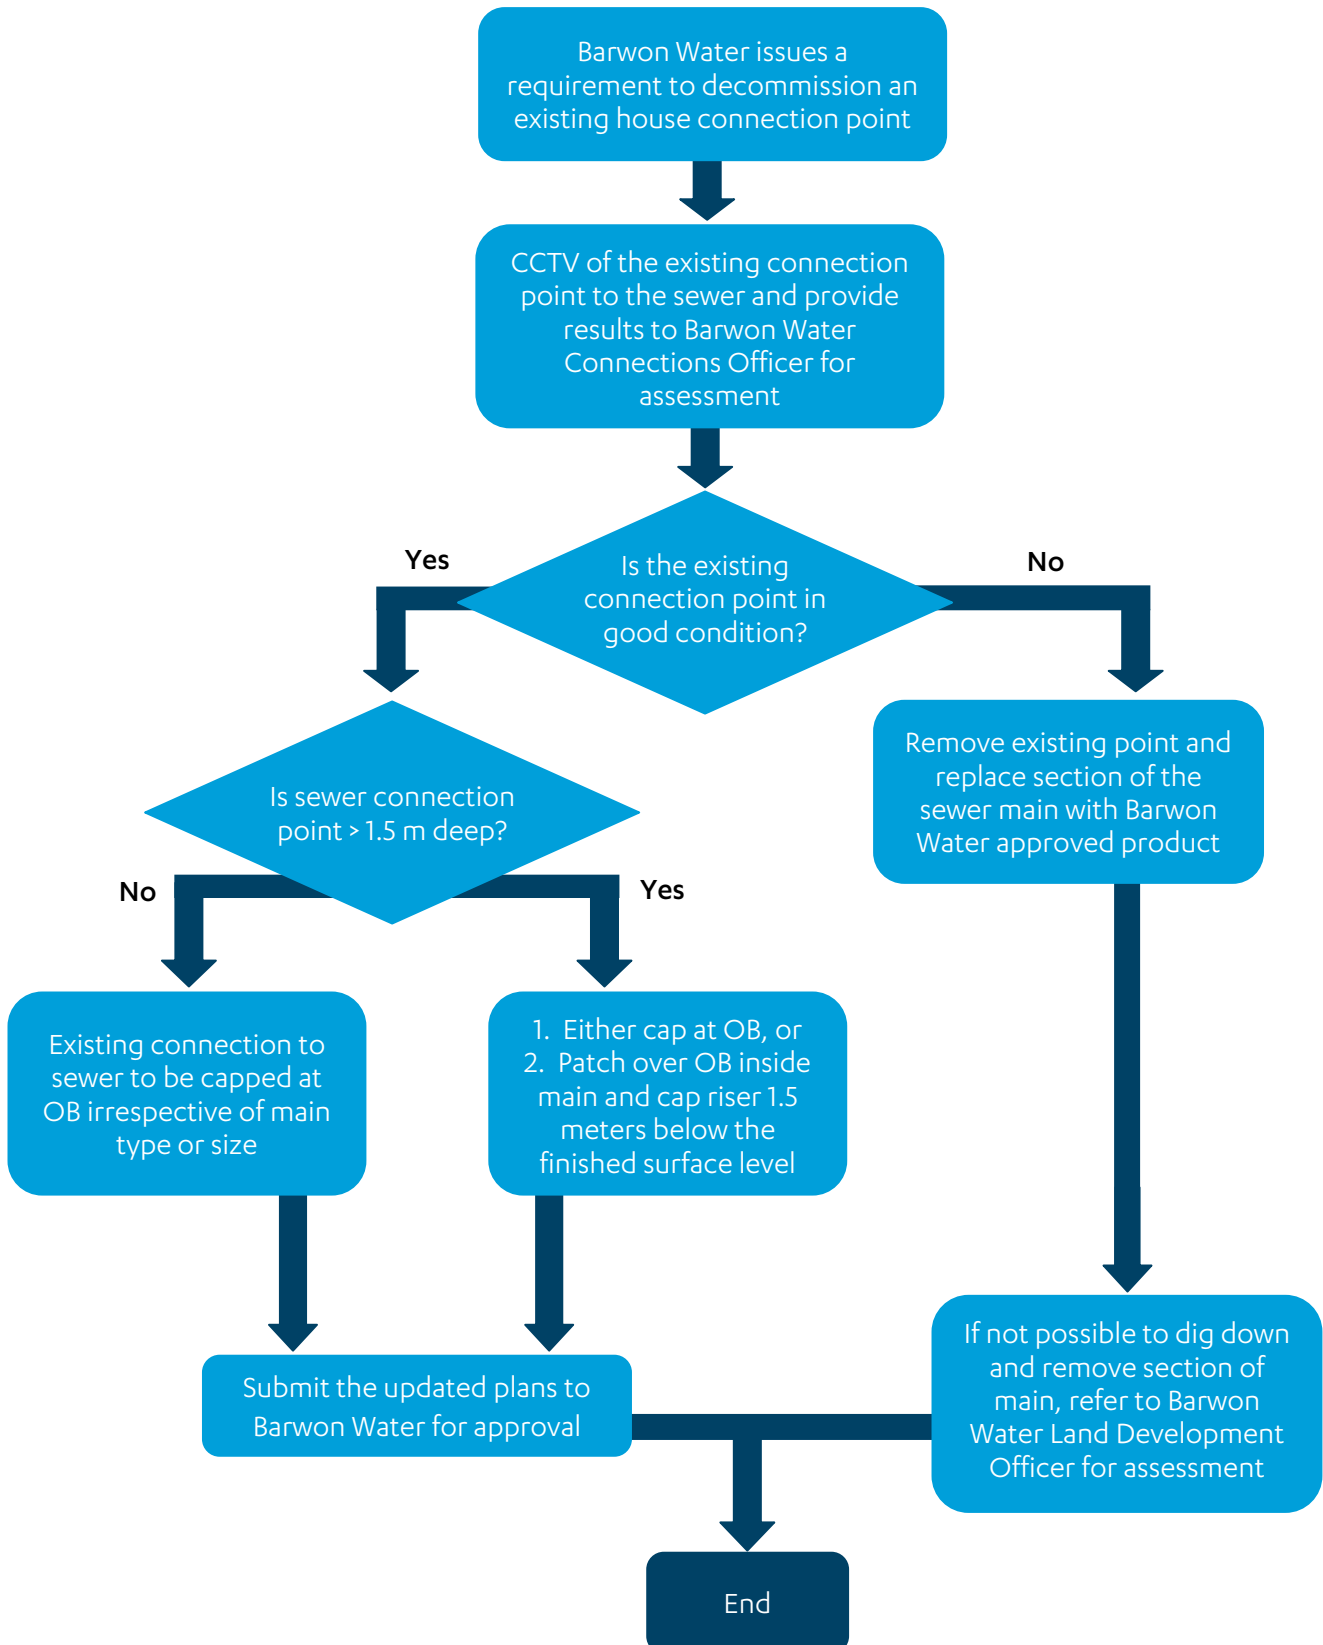 Barwon Water issues a
requirement to decommission an
existing house connection point
CCTV of the existing connection
point to the sewer and provide
results to Barwon Water
Connections Officer for
assessment
Is the existing
connection point in
good condition?
Yes
No
Is sewer connection
point > 1.5 m deep?
Remove existing point and
replace section of the
sewer main with Barwon
Water approved product
No
Yes
Existing connection to
sewer to be capped at
OB irrespective of main
type or size
1. Either cap at OB, or
2. Patch over OB inside
main and cap riser 1.5
meters below the
finished surface level
If not possible to dig down
and remove section of
main, refer to Barwon
Water Land Development
Officer for assessment
Submit the updated plans to
Barwon Water for approval
End